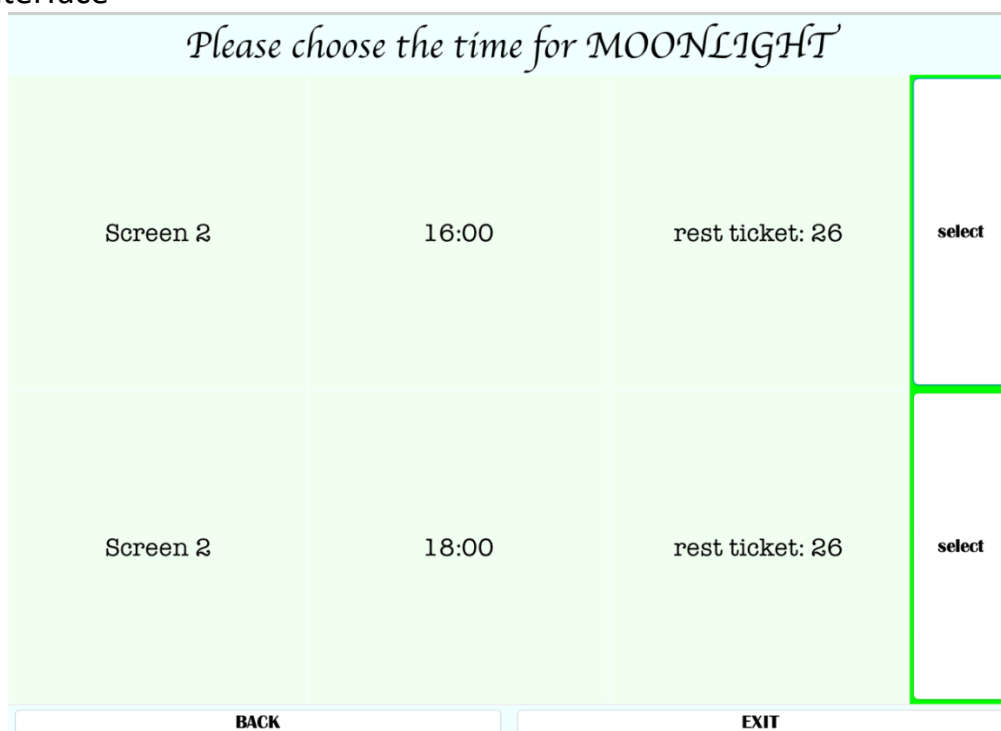 Please choose the time for MOONLIGHT
Screen 2 16:00 rest ticket: 26 select
Screen 2 18:00 rest ticket: 26 select
BACK EXIT